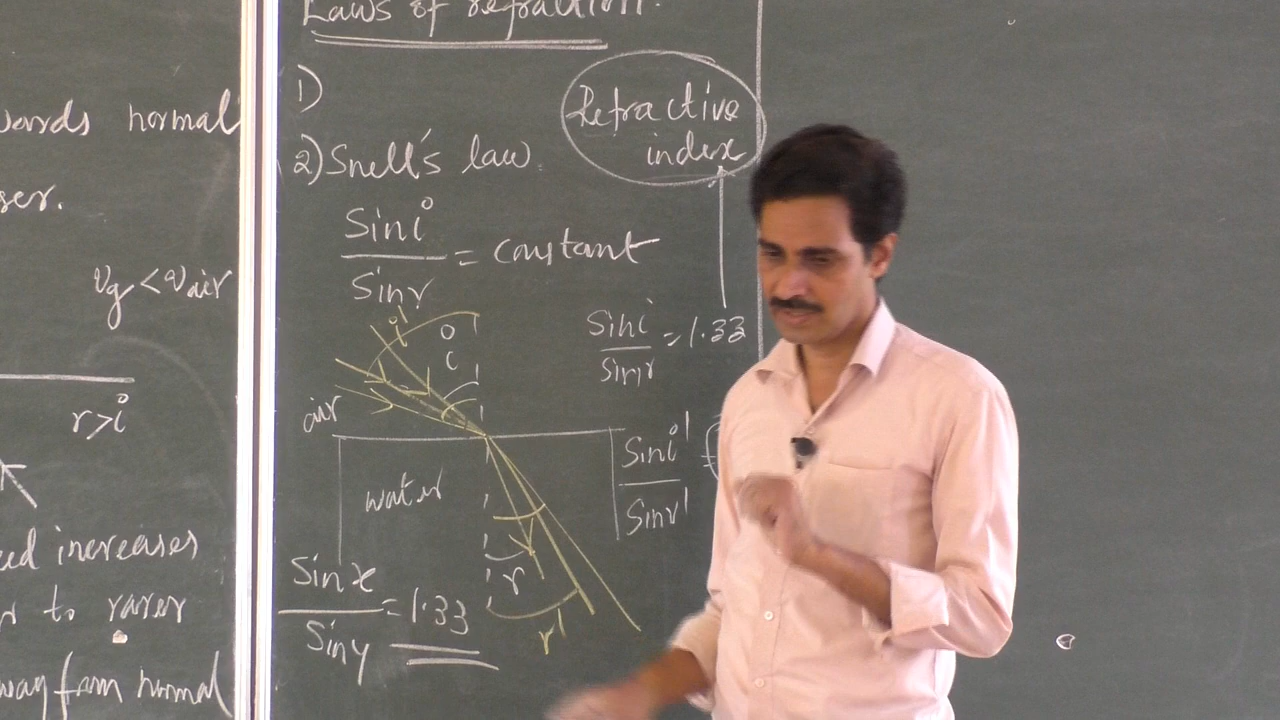 wards normal
ser.
vg < vair
r>i
eed increases
r to rarer
way from normal
Laws of refraction.
1)
2) Snell's law
Sin i
Sin r
= constant
Refractive
index
Sin i
Sin r
= 1.33
i'
i
air
water
r
r'
Sin i'
Sin r'
Sin x
Sin y
= 1.33